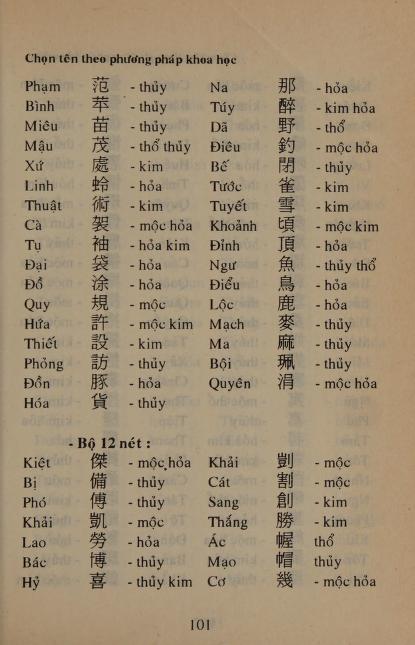 Chọn tên theo phương pháp khoa học
Phạm 范 - thủy Na 那 - hỏa
Bình 苹 - thủy Túy 醉 - kim hỏa
Miêu 苗 - thủy Dã 野 - thổ
Mậu 茂 - thổ thủy Điêu 釣 - mộc hỏa
Xứ 處 - kim Bế 閉 - thủy
Linh 蛉 - hỏa Tước 雀 - kim
Thuật 術 - kim Tuyết 雪 - kim
Cà 袈 - mộc hỏa Khoảnh 頃 - mộc kim
Tụ 袖 - hỏa kim Đỉnh 頂 - hỏa
Đại 袋 - hỏa Ngư 魚 - thủy thổ
Đồ 涂 - hỏa Điểu 鳥 - hỏa
Quy 規 - mộc Lộc 鹿 - hỏa
Hứa 許 - mộc kim Mạch 麥 - thủy
Thiết 設 - kim Ma 麻 - thủy
Phỏng 訪 - thủy Bội 珮 - thủy
Đồn 豚 - hỏa Quyên 涓 - mộc hỏa
Hóa 貨 - thủy
- Bộ 12 nét :
Kiệt 傑 - mộc hỏa Khải 剴 - mộc
Bị 備 - thủy Cát 割 - mộc
Phó 傅 - thủy Sang 創 - kim
Khải 凱 - mộc Thắng 勝 - kim
Lao 勞 - hỏa Ác 幄 thổ
Bác 博 - thủy Mạo 帽 thủy
Hỷ 喜 - thủy kim Cơ 幾 - mộc hỏa
101